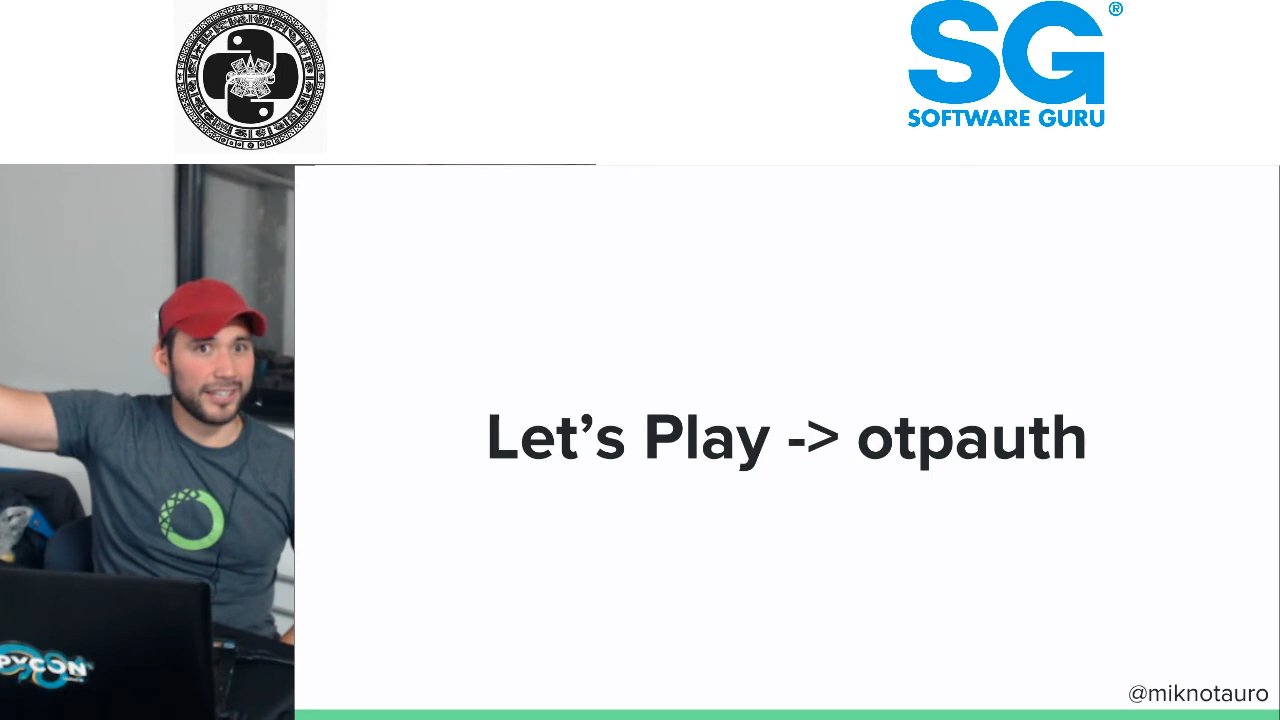 SG®
SOFTWARE GURU
Let's Play -> otpauth
PYCON
@miknotauro